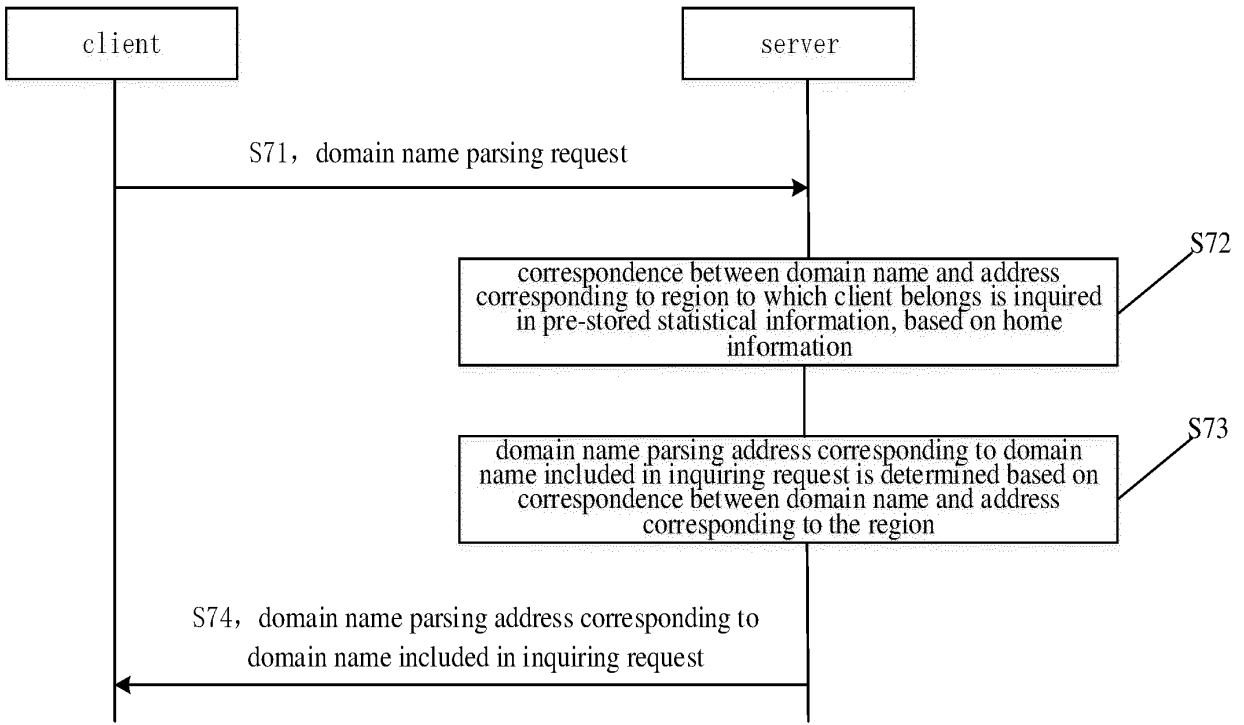 client
server
S71, domain name parsing request
S72
correspondence between domain name and address
corresponding to region to which client belongs is inquired
in pre-stored statistical information, based on home
information
S73
domain name parsing address corresponding to domain
name included in inquiring request is determined based on
correspondence between domain name and address
corresponding to the region
S74, domain name parsing address corresponding to
domain name included in inquiring request